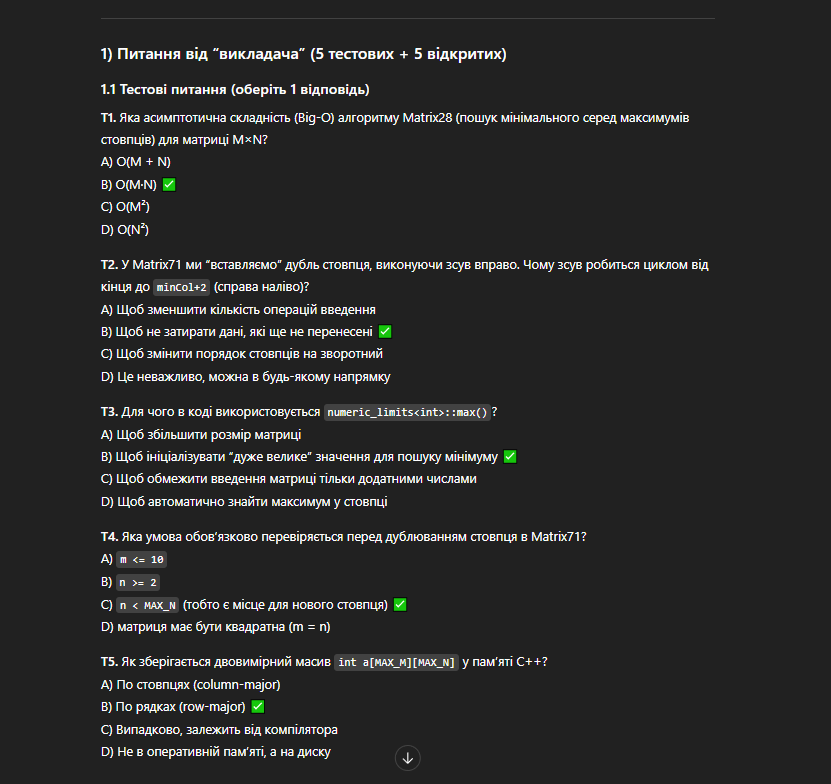 1) Питання від “викладача” (5 тестових + 5 відкритих)
1.1 Тестові питання (оберіть 1 відповідь)
T1. Яка асимптотична складність (Big-O) алгоритму Matrix28 (пошук мінімального серед максимумів
стовпців) для матриці M×N?
A) O(M + N)
B) O(M·N) ✅
C) O(M²)
D) O(N²)
T2. У Matrix71 ми “вставляємо” дубль стовпця, виконуючи зсув вправо. Чому зсув робиться циклом від
кінця до minCol+2 (справа наліво)?
A) Щоб зменшити кількість операцій введення
B) Щоб не затирати дані, які ще не перенесені ✅
C) Щоб змінити порядок стовпців на зворотний
D) Це неважливо, можна в будь-якому напрямку
T3. Для чого в коді використовується numeric_limits<int>::max()?
A) Щоб збільшити розмір матриці
B) Щоб ініціалізувати “дуже велике” значення для пошуку мінімуму ✅
C) Щоб обмежити введення матриці тільки додатними числами
D) Щоб автоматично знайти максимум у стовпці
T4. Яка умова обов’язково перевіряється перед дублюванням стовпця в Matrix71?
A) m <= 10
B) n >= 2
C) n < MAX_N (тобто є місце для нового стовпця) ✅
D) матриця має бути квадратна (m = n)
T5. Як зберігається двовимірний масив int a[MAX_M][MAX_N] у пам’яті C++?
A) По стовпцях (column-major)
B) По рядках (row-major) ✅
C) Випадково, залежить від компілятора
D) Не в оперативній пам’яті, а на диску